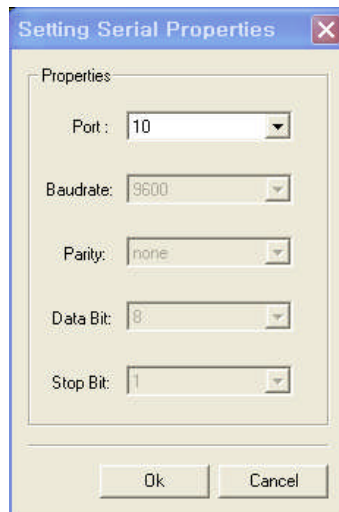 Setting Serial Properties
Properties
Port : 10
Baudrate: 9600
Parity: none
Data Bit: 8
Stop Bit: 1
Ok Cancel